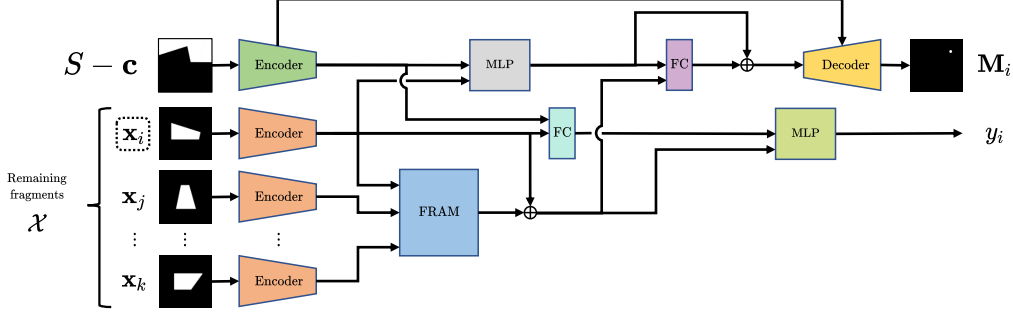 S − c
Encoder
MLP
FC
Decoder
M_i
x_i
Encoder
FC
MLP
y_i
Remaining
fragments
𝒳
x_j
Encoder
FRAM
x_k
Encoder